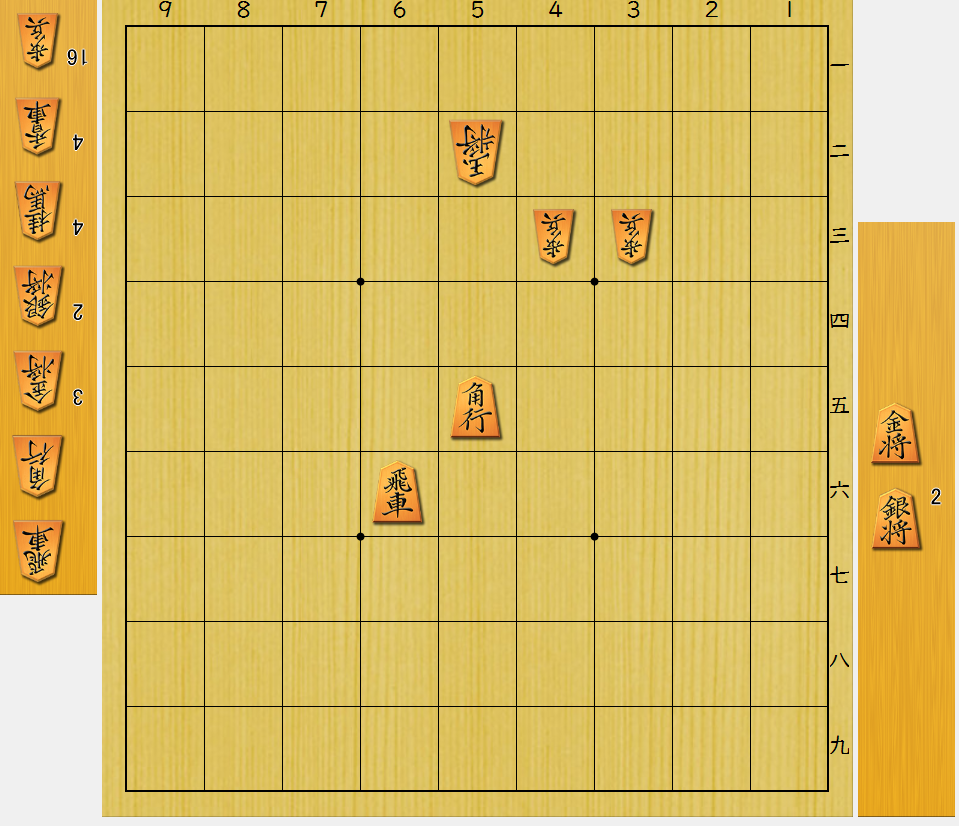 9 8 7 6 5 4 3 2 1
一
二
三
四
五
六
七
八
九
歩兵 16
香車 4
桂馬 4
銀将 2
金将 3
角行
飛車
玉将
歩兵
歩兵
角行
飛車
金将
銀将 2